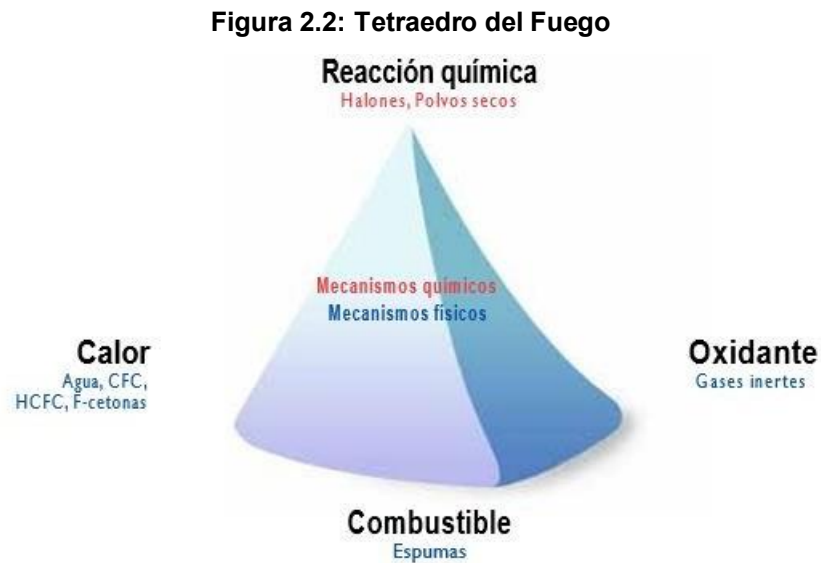 Figura 2.2: Tetraedro del Fuego
Reacción química
Halones, Polvos secos
Mecanismos químicos
Mecanismos físicos
Calor
Agua, CFC,
HCFC, F-cetonas
Oxidante
Gases inertes
Combustible
Espumas